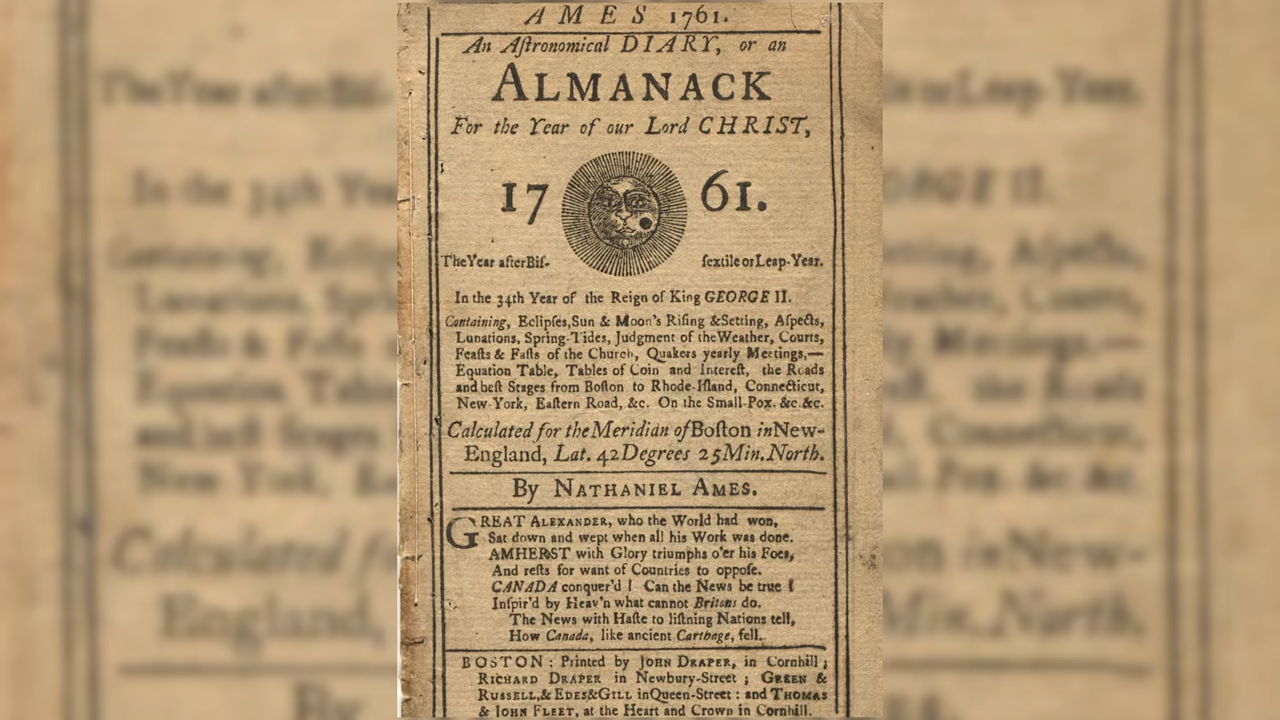 AMES 1761.
An Aſtronomical DIARY, or an
ALMANACK
For the Year of our Lord CHRIST,
17 61.
The Year after Biſ- ſextile or Leap-Year.
In the 34th Year of the Reign of King GEORGE II.
Containing, Eclipſes, Sun & Moon's Riſing & Setting, Aſpects,
Lunations, Spring-Tides, Judgment of the Weather, Courts,
Feaſts & Faſts of the Church, Quakers yearly Meetings,—
Equation Table, Tables of Coin and Intereſt, the Roads
and beſt Stages from Boſton to Rhode-Iſland, Connecticut,
New-York, Eaſtern Road, &c. On the Small-Pox. &c. &c.
Calculated for the Meridian of Boſton in New-
England, Lat. 42 Degrees 25 Min. North.
By NATHANIEL AMES.
GREAT ALEXANDER, who the World had won,
Sat down and wept when all his Work was done.
AMHERST with Glory triumphs o'er his Foes,
And reſts for want of Countries to oppoſe.
CANADA conquer'd ! Can the News be true !
Inſpir'd by Heav'n what cannot Britons do.
The News with Haſte to liſtning Nations tell,
How Canada, like ancient Carthage, fell.
BOSTON : Printed by JOHN DRAPER, in Cornhill ;
RICHARD DRAPER in Newbury-Street ; GREEN &
RUSSELL, & EDES & GILL in Queen-Street : and THOMAS
& JOHN FLEET, at the Heart and Crown in Cornhill.